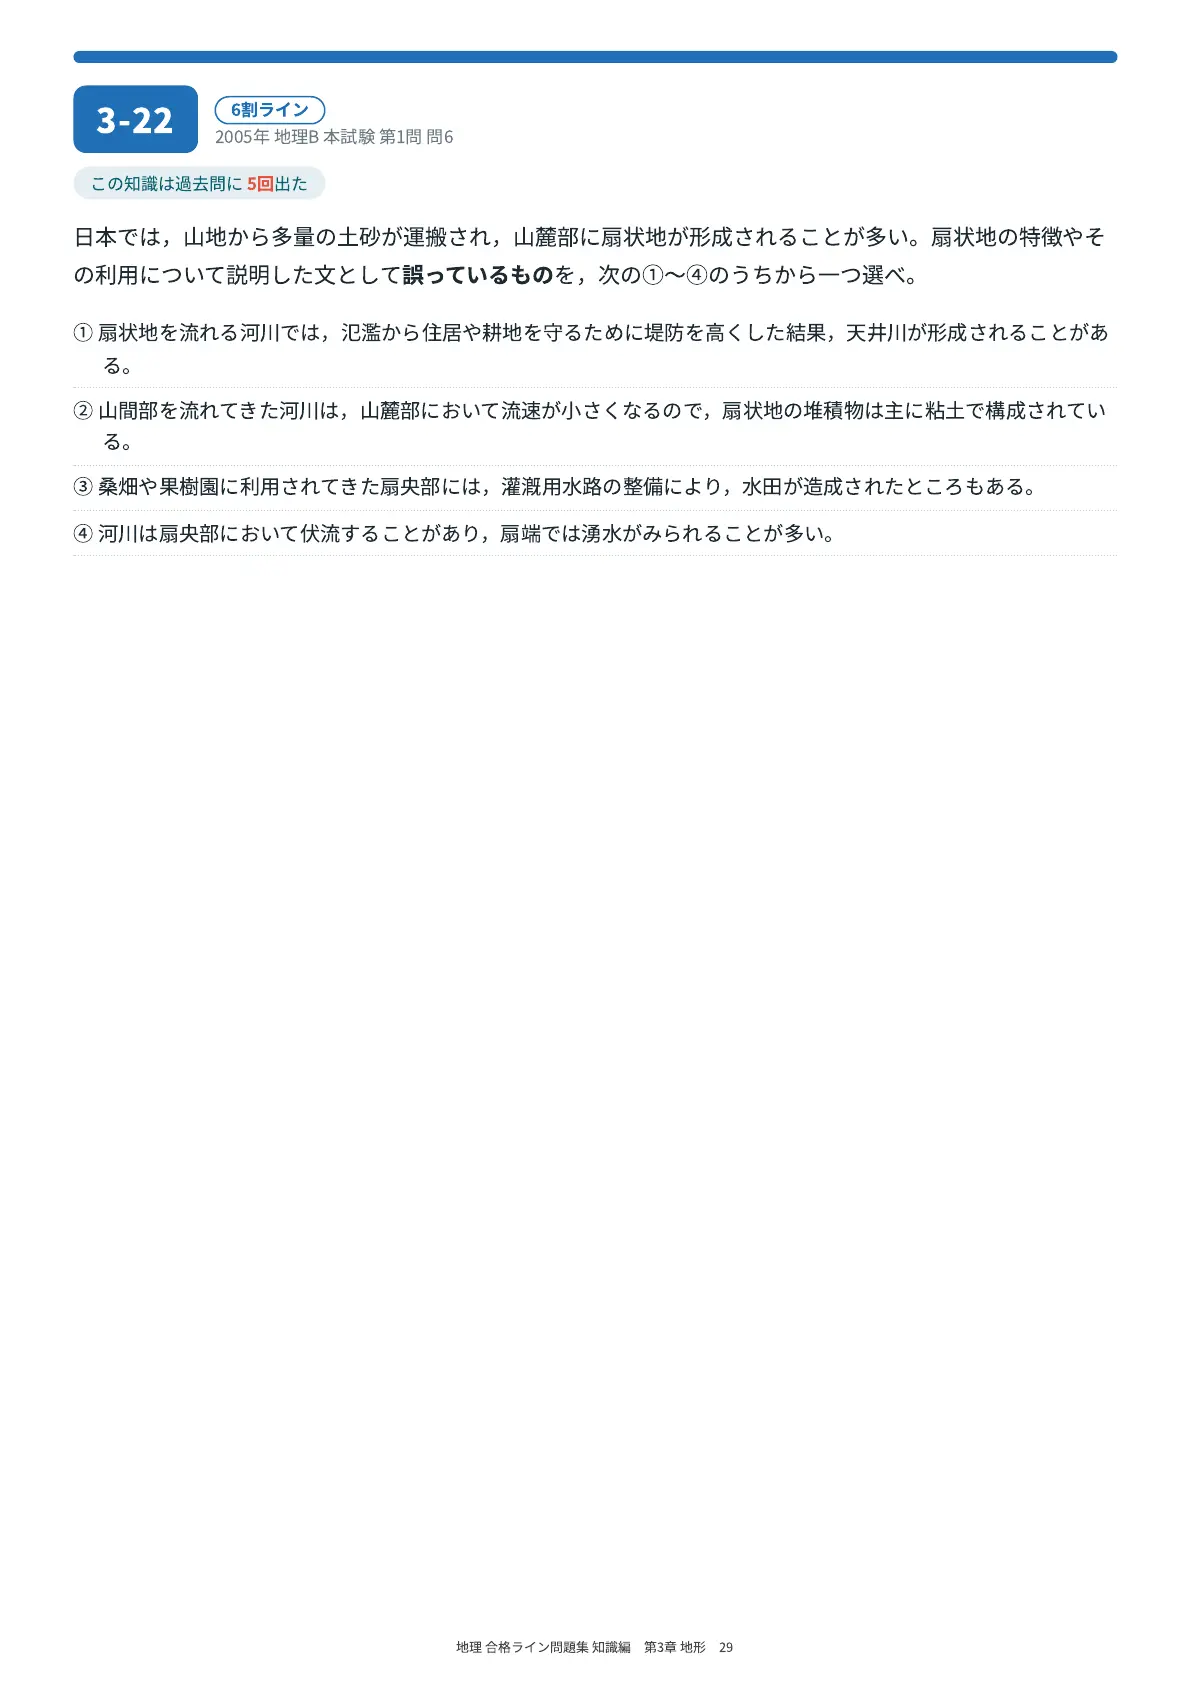 3-22
6割ライン
2005年 地理B 本試験 第1問 問6
この知識は過去問に 5回出た
日本では，山地から多量の土砂が運搬され，山麓部に扇状地が形成されることが多い。扇状地の特徴やそ
の利用について説明した文として誤っているものを，次の①〜④のうちから一つ選べ。
① 扇状地を流れる河川では，氾濫から住居や耕地を守るために堤防を高くした結果，天井川が形成されることがあ
る。
② 山間部を流れてきた河川は，山麓部において流速が小さくなるので，扇状地の堆積物は主に粘土で構成されてい
る。
③ 桑畑や果樹園に利用されてきた扇央部には，灌漑用水路の整備により，水田が造成されたところもある。
④ 河川は扇央部において伏流することがあり，扇端では湧水がみられることが多い。
地理 合格ライン問題集 知識編　第3章 地形　29